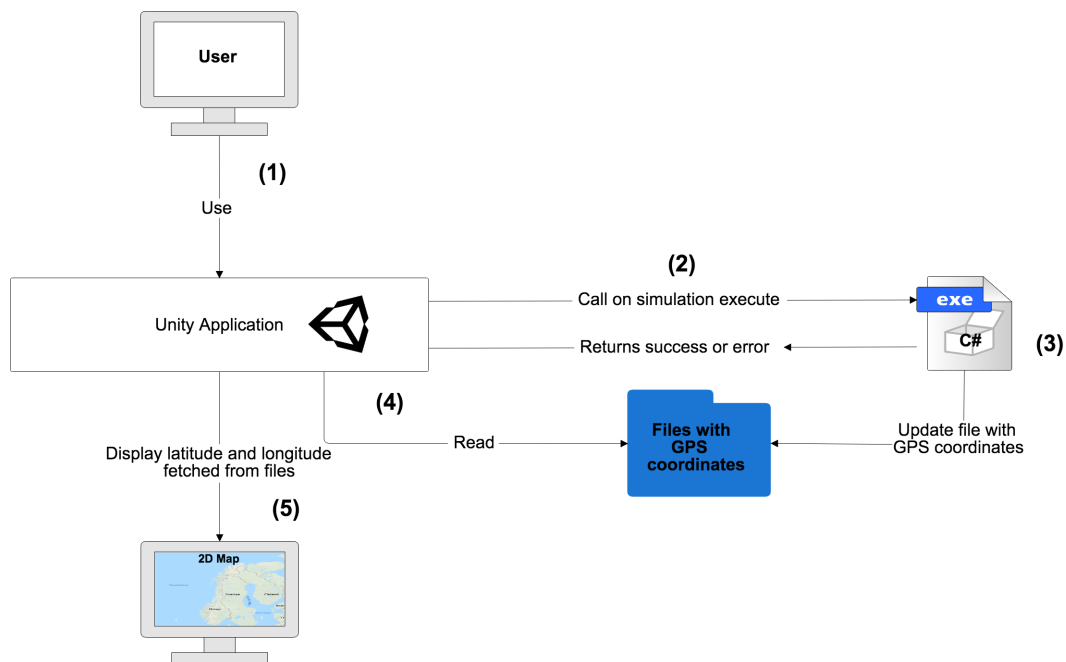 User
(1)
Use
(2)
Call on simulation execute
exe
Unity Application
C#
(3)
Returns success or error
(4)
Read
Files with
GPS
coordinates
Update file with
GPS coordinates
Display latitude and longitude
fetched from files
(5)
2D Map